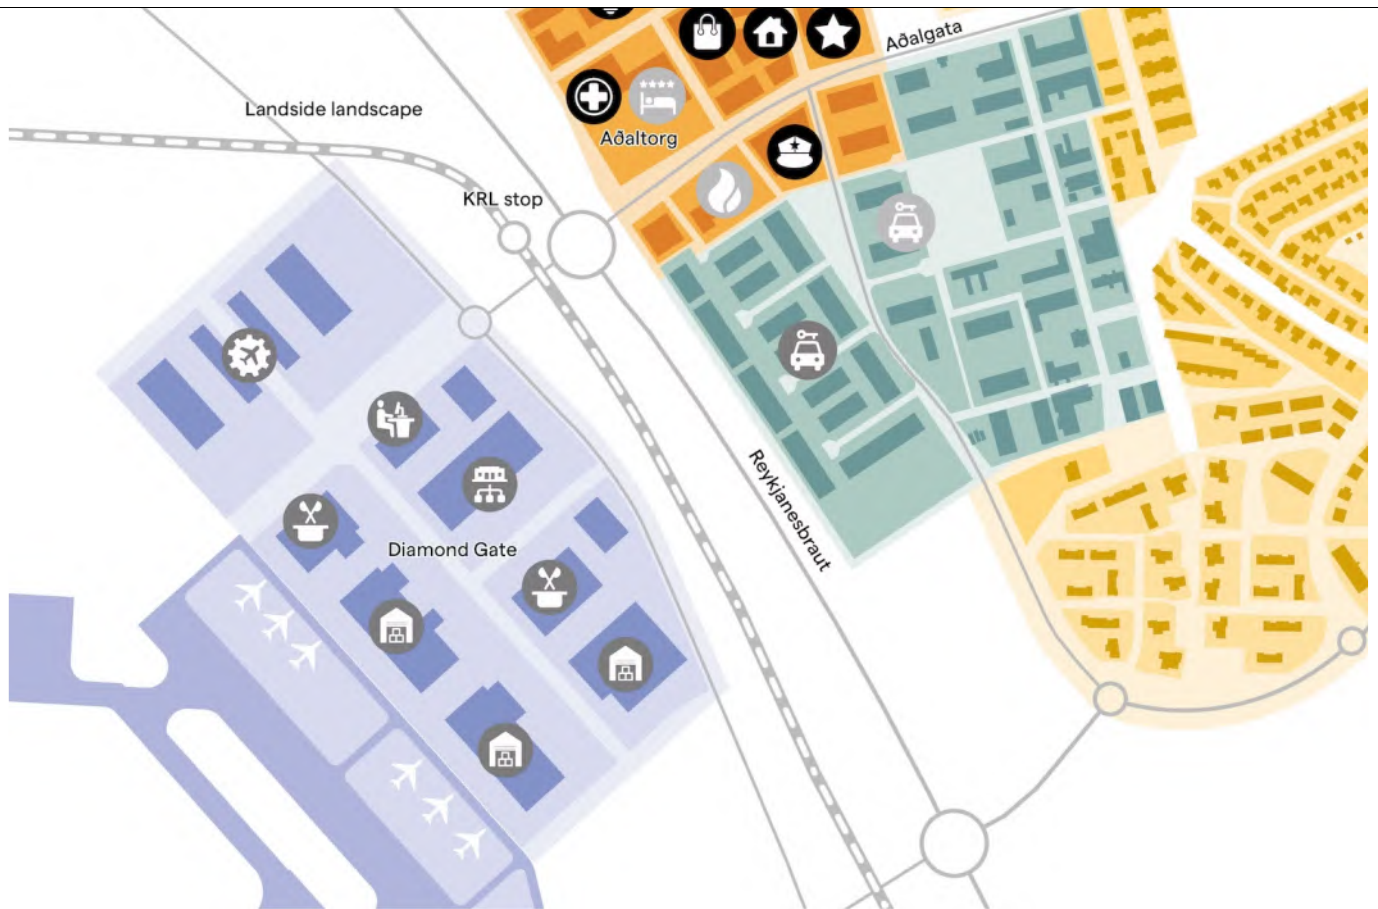 Aðalgata
Landside landscape
Aðaltorg
KRL stop
Reykjanesbraut
Diamond Gate